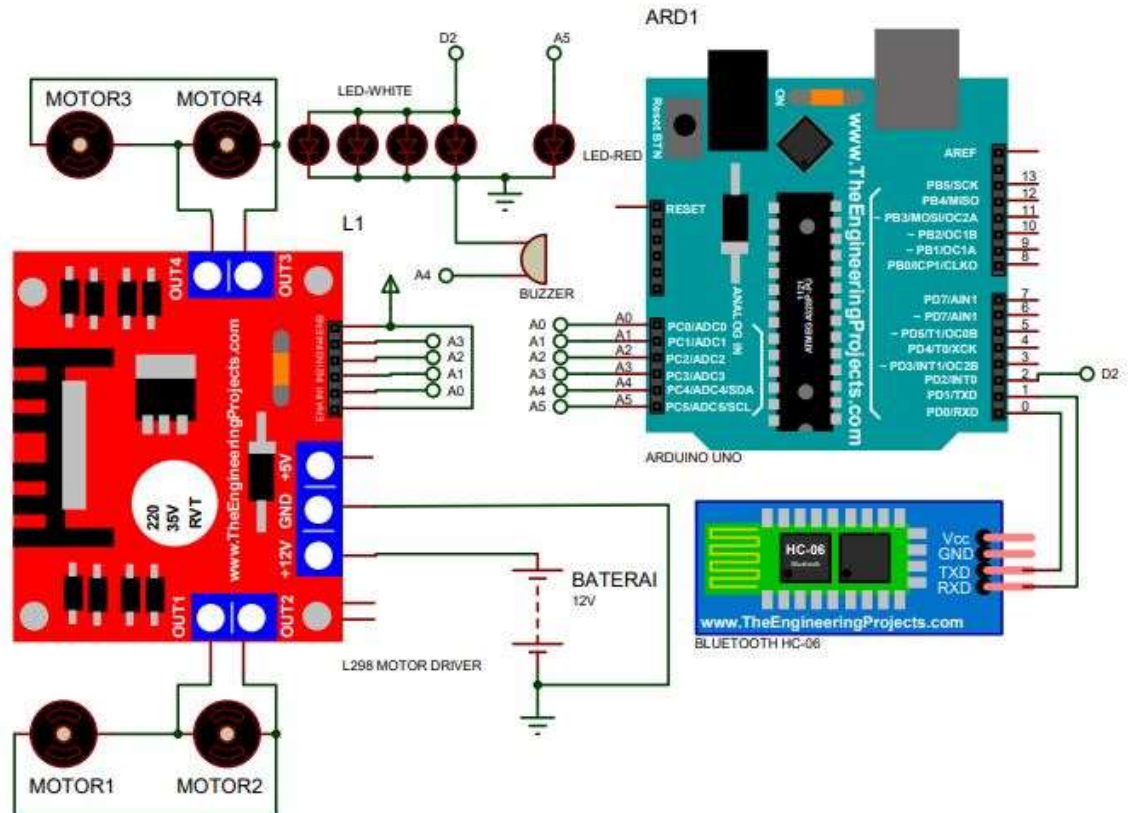 ARD1
D2
A5
MOTOR3
MOTOR4
LED-WHITE
LED-RED
L1
A4
BUZZER
OUT4
OUT3
A3
A2
A1
A0
www.TheEngineeringProjects.com
220
35V
RVT
+5V
GND
+12V
OUT1
OUT2
L298 MOTOR DRIVER
BATERAI
12V
MOTOR1
MOTOR2
Reset BTN
ON
www.TheEngineeringProjects.com
RESET
ANALOG IN
AREF
PB5/SCK 13
PB4/MISO 12
~ PB3/MOSI/OC2A 11
~ PB2/OC1B 10
~ PB1/OC1A 9
PB0/ICP1/CLKO 8
PD7/AIN1 7
~ PD7/AIN1 6
~ PD5/T1/OC0B 5
PD4/T0/XCK 4
~ PD3/INT1/OC2B 3
PD2/INT0 2
PD1/TXD 1
PD0/RXD 0
D2
A0 A0 PC0/ADC0
A1 A1 PC1/ADC1
A2 A2 PC2/ADC2
A3 A3 PC3/ADC3
A4 A4 PC4/ADC4/SDA
A5 A5 PC5/ADC5/SCL
1121
ARDUINO UNO
HC-06
Bluetooth
Vcc
GND
TXD
RXD
www.TheEngineeringProjects.com
BLUETOOTH HC-06